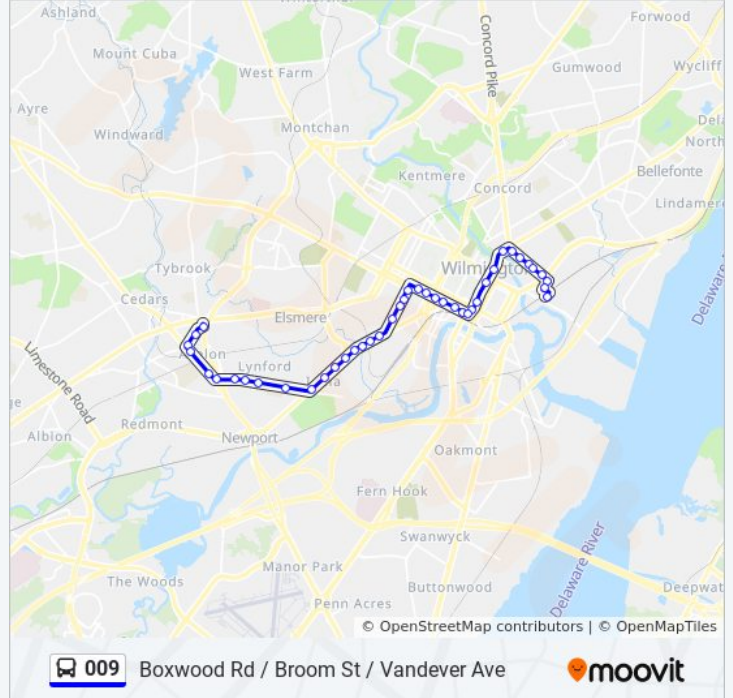 Ashland
Forwood
Mount Cuba
Concord Pike
Gumwood
Wycliff
West Farm
Ayre
Windward
Montchan
North
Kentmere
Bellefonte
Concord
Lindamere
Tybrook
Wilmington
Delaware
Cedars
Elsmere
Limestone Road
Lynford
Albion
Redmont
Newport
Oakmont
Fern Hook
Swanwyck
Delaware River
Manor Park
The Woods
Buttonwood
Deepwat
Penn Acres
© OpenStreetMap contributors | © OpenMapTiles
009 Boxwood Rd / Broom St / Vandever Ave
moovit